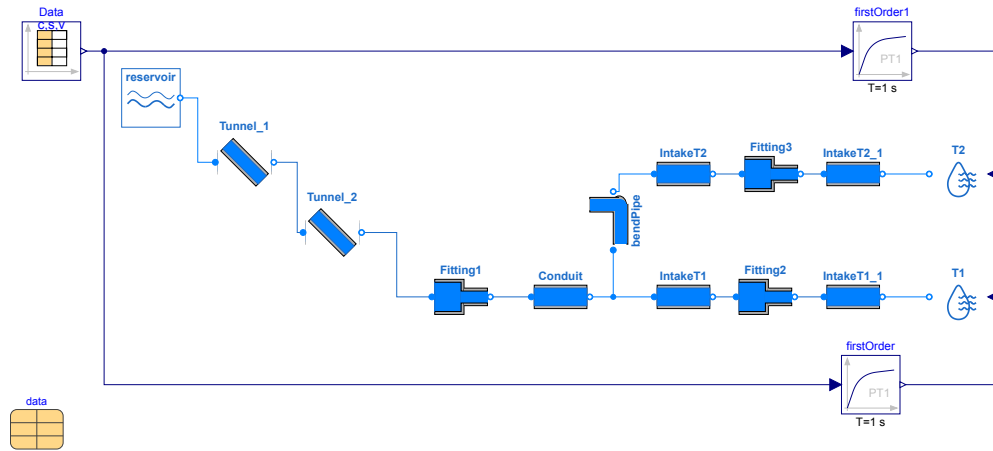 Data
C,S,V
firstOrder1
PT1
T=1 s
reservoir
Tunnel_1
Tunnel_2
IntakeT2
Fitting3
IntakeT2_1
T2
bendPipe
Fitting1
Conduit
IntakeT1
Fitting2
IntakeT1_1
T1
firstOrder
PT1
T=1 s
data